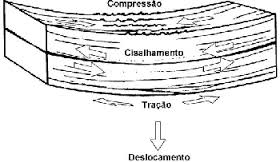 Compressão
Cisalhamento
Tração
Deslocamento